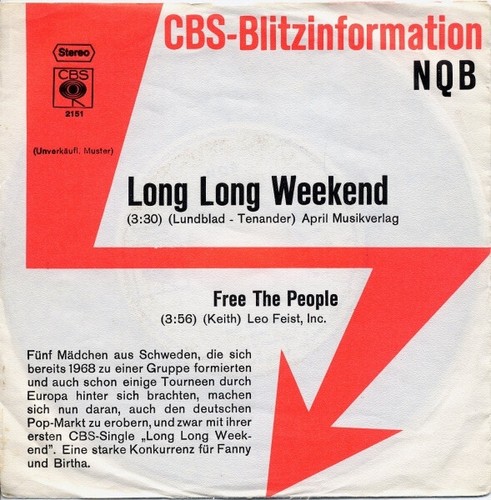 CBS-Blitzinformation
Stereo
NQB
CBS
2151
(Unverkäufl. Muster)
Long Long Weekend
(3:30) (Lundblad - Tenander) April Musikverlag
Free The People
(3:56) (Keith) Leo Feist, Inc.
Fünf Mädchen aus Schweden, die sich
bereits 1968 zu einer Gruppe formierten
und auch schon einige Tourneen durch
Europa hinter sich brachten, machen
sich nun daran, auch den deutschen
Pop-Markt zu erobern, und zwar mit ihrer
ersten CBS-Single „Long Long Week-
end". Eine starke Konkurrenz für Fanny
und Birtha.